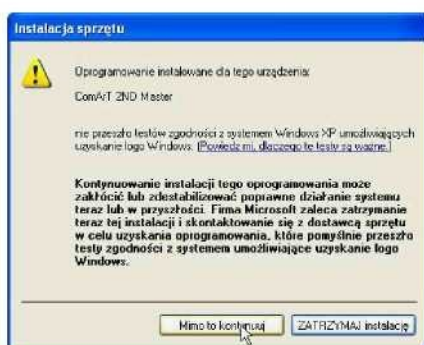 Instalacja sprzętu
Oprogramowanie instalowane dla tego urządzenia:
ComArT 2ND Master
nie przeszło testów zgodności z systemem Windows XP umożliwiających
uzyskanie logo Windows. (Powiedz mi, dlaczego te testy są ważne.)
Kontynuowanie instalacji tego oprogramowania może
zakłócić lub zdestabilizować poprawne działanie systemu
teraz lub w przyszłości. Firma Microsoft zaleca zatrzymanie
teraz tej instalacji i skontaktowanie się z dostawcą sprzętu
w celu uzyskania oprogramowania, które pomyślnie przeszło
testy zgodności z systemem umożliwiające uzyskanie logo
Windows.
Mimo to kontynuuj
ZATRZYMAJ instalację